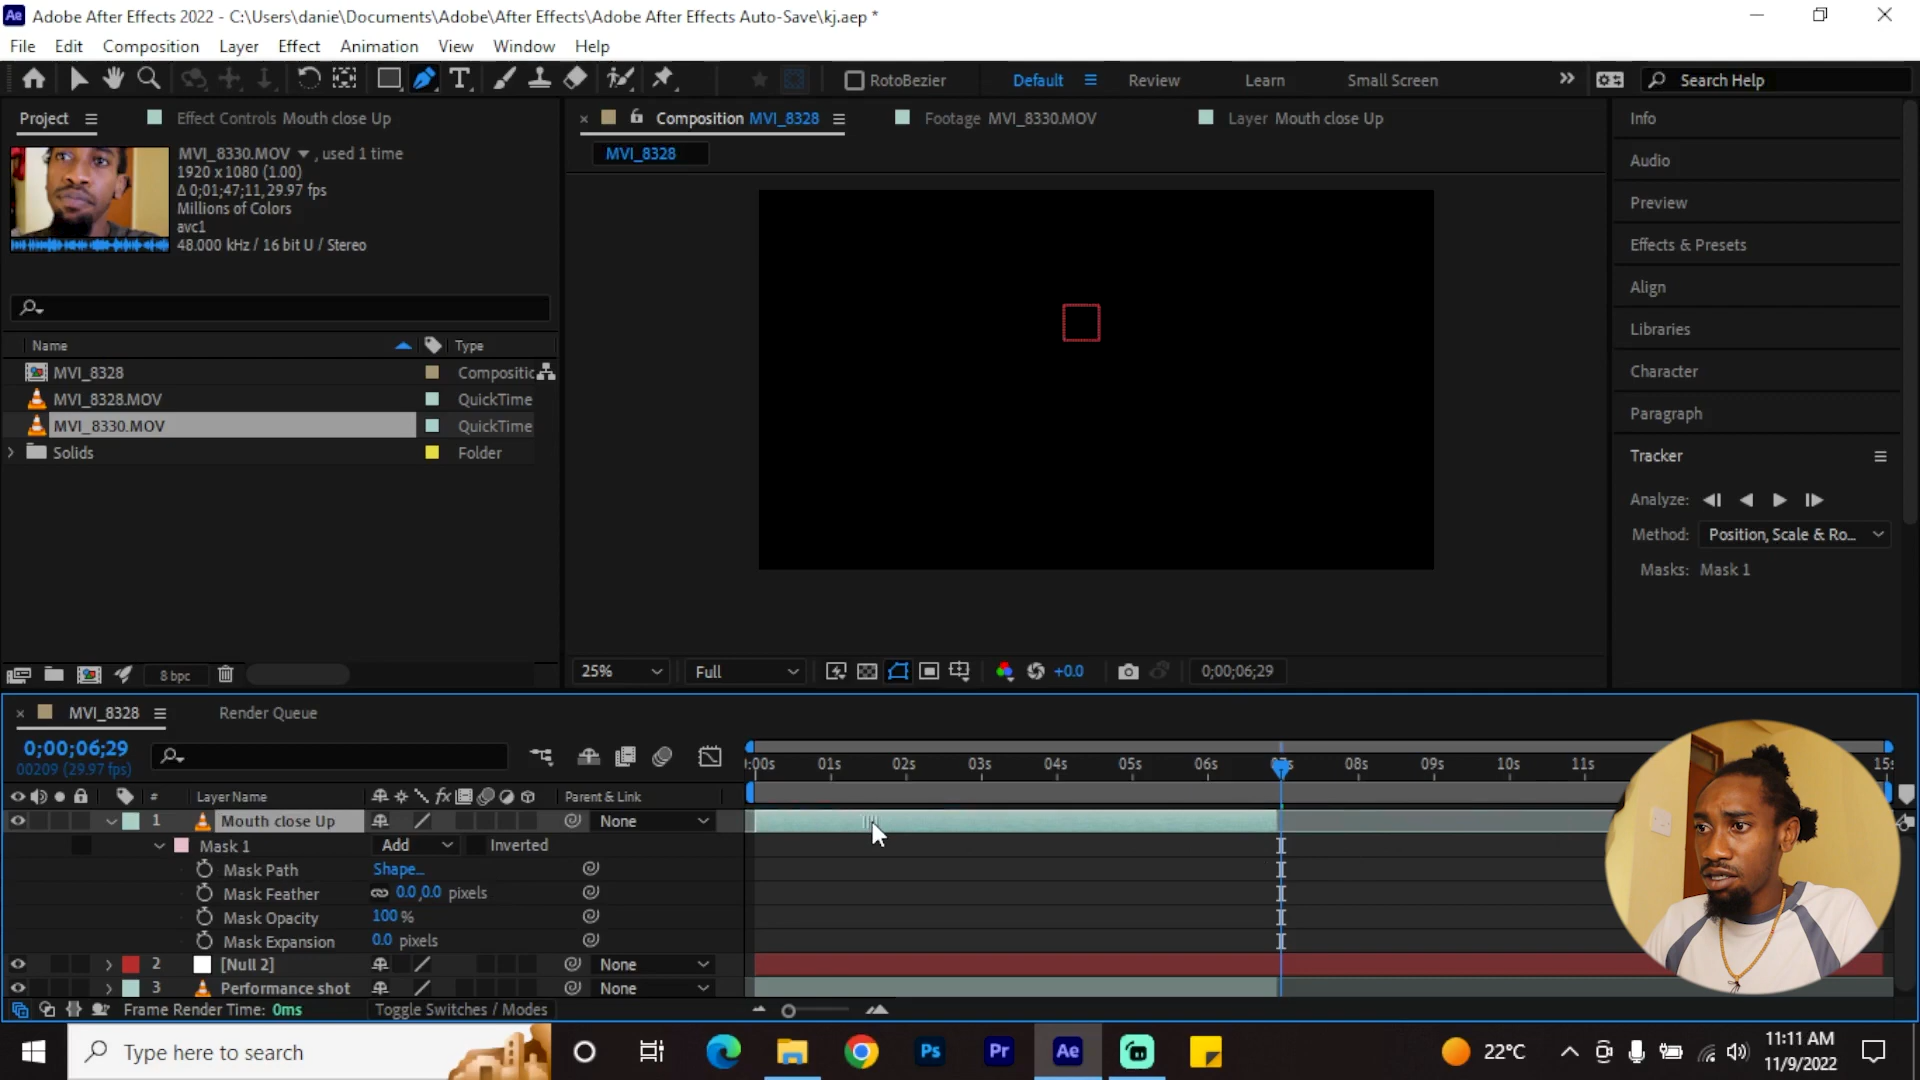 Adobe After Effects 2022 - C:\Users\danie\Documents\Adobe\After Effects\Adobe After Effects Auto-Save\kj.aep *
File Edit Composition Layer Effect Animation View Window Help
RotoBezier Default Review Learn Small Screen Search Help
Project Effect Controls Mouth close Up
Composition MVI_8328 Footage MVI_8330.MOV Layer Mouth close Up
MVI_8328
MVI_8330.MOV , used 1 time
1920 x 1080 (1.00)
Δ 0;01;47;11, 29.97 fps
Millions of Colors
avc1
48.000 kHz / 16 bit U / Stereo
Name Type
MVI_8328 Compositic
MVI_8328.MOV QuickTime
MVI_8330.MOV QuickTime
Solids Folder
8 bpc
25% Full +0.0 0;00;06;29
Info
Audio
Preview
Effects & Presets
Align
Libraries
Character
Paragraph
Tracker
Analyze:
Method: Position, Scale & Ro...
Masks: Mask 1
MVI_8328 Render Queue
0;00;06;29
00209 (29.97 fps)
:00s 01s 02s 03s 04s 05s 06s 08s 09s 10s 11s 15s
# Layer Name Parent & Link
1 Mouth close Up None
Mask 1 Add Inverted
Mask Path Shape...
Mask Feather 0.0,0.0 pixels
Mask Opacity 100 %
Mask Expansion 0.0 pixels
2 [Null 2] None
3 Performance shot None
Frame Render Time: 0ms Toggle Switches / Modes
Type here to search
Ps Pr Ae
22°C
11:11 AM
11/9/2022